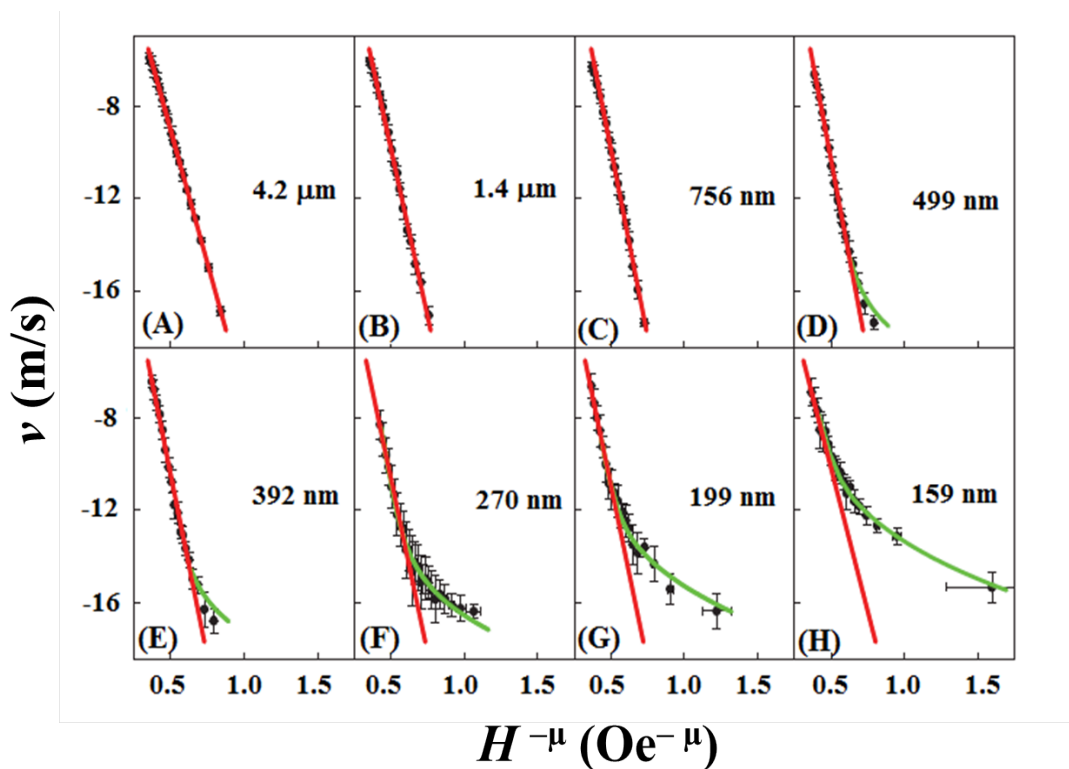 -8
-12
-16
4.2 μm
(A)
1.4 μm
(B)
756 nm
(C)
499 nm
(D)
-8
-12
-16
392 nm
(E)
270 nm
(F)
199 nm
(G)
159 nm
(H)
0.5 1.0 1.5 0.5 1.0 1.5 0.5 1.0 1.5 0.5 1.0 1.5
v (m/s)
H ⁻μ (Oe⁻ μ)